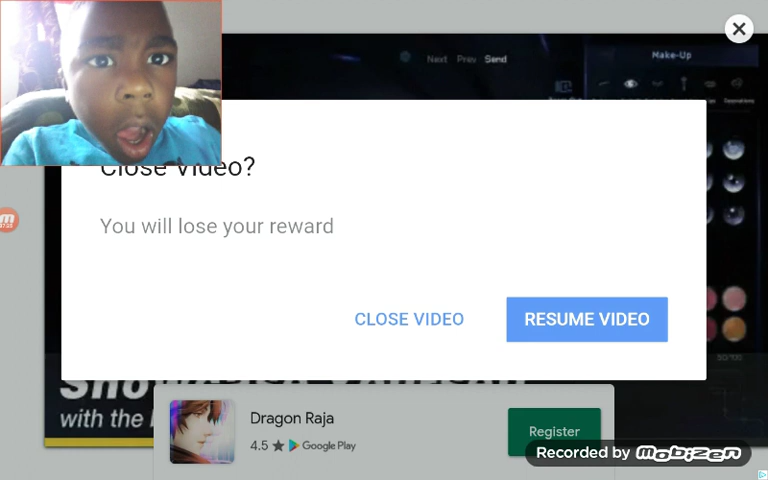 Next Prev Send
Make-Up
Close Video?
You will lose your reward
CLOSE VIDEO
RESUME VIDEO
with the
Dragon Raja
4.5 ★ Google Play
Register
Recorded by Mobizen